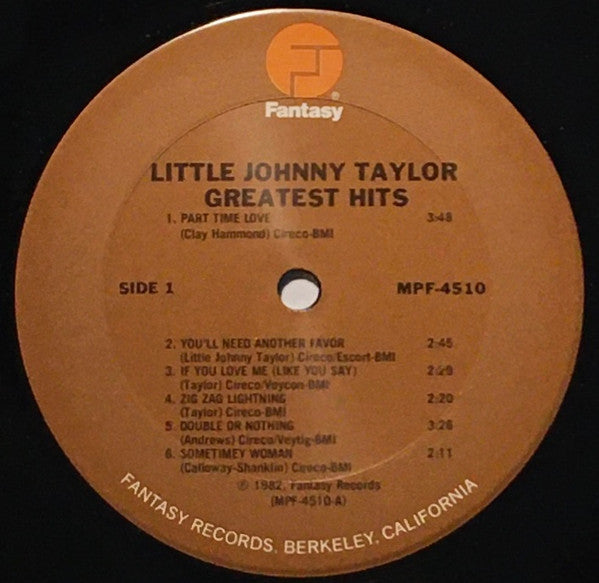 ®
Fantasy
LITTLE JOHNNY TAYLOR
GREATEST HITS
1. PART TIME LOVE 3:48
(Clay Hammond) Cireco-BMI
SIDE 1 MPF-4510
2. YOU'LL NEED ANOTHER FAVOR 2:45
(Little Johnny Taylor) Cireco/Escort-BMI
3. IF YOU LOVE ME (LIKE YOU SAY) 2:29
(Taylor) Cireco/Veycon-BMI
4. ZIG ZAG LIGHTNING 2:20
(Taylor) Cireco-BMI
5. DOUBLE OR NOTHING 3:26
(Andrews) Cireco/Veytig-BMI
6. SOMETIMEY WOMAN 2:11
(Calloway-Shanklin) Cireco-BMI
℗ 1982, Fantasy Records
(MPF-4510-A)
FANTASY RECORDS, BERKELEY, CALIFORNIA